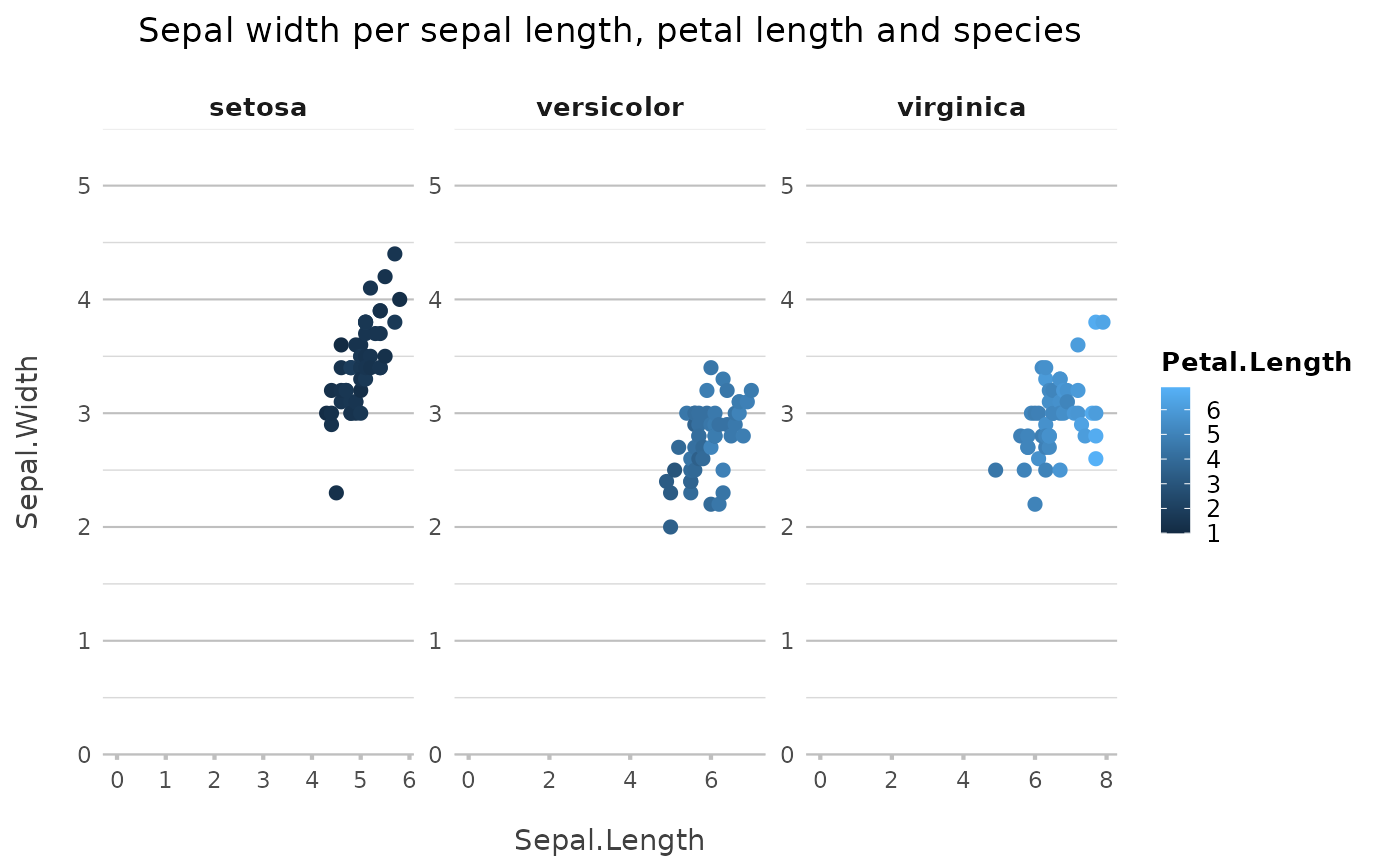 Sepal width per sepal length, petal length and species
setosa versicolor virginica
Sepal.Width
5 5 5
4 4 4
3 3 3
2 2 2
1 1 1
0 0 0
0 1 2 3 4 5 6 0 2 4 6 0 2 4 6 8
Sepal.Length
Petal.Length
6
5
4
3
2
1